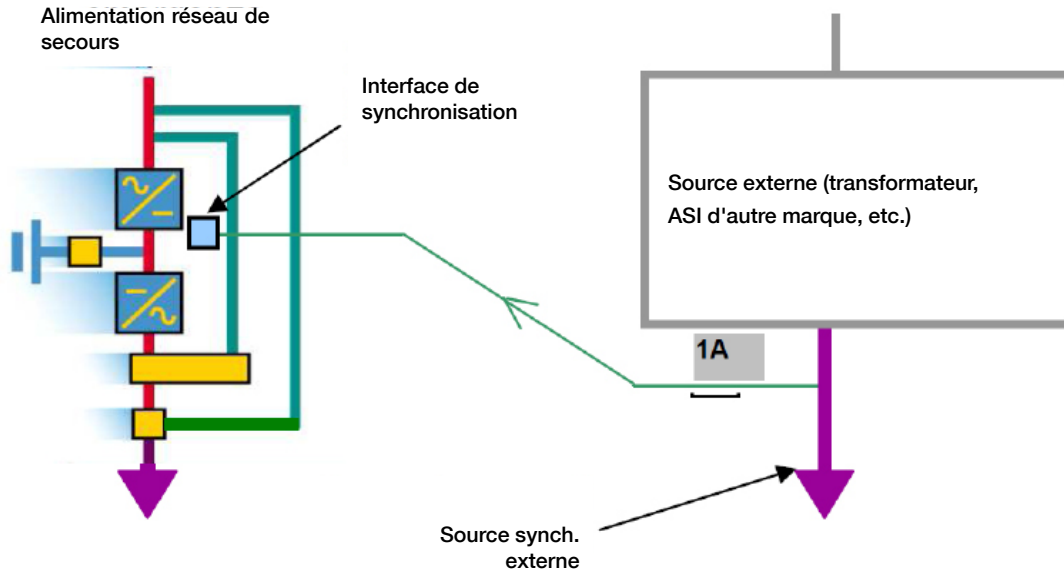 Alimentation réseau de
secours
Interface de
synchronisation
Source externe (transformateur,
ASI d'autre marque, etc.)
1A
Source synch.
externe